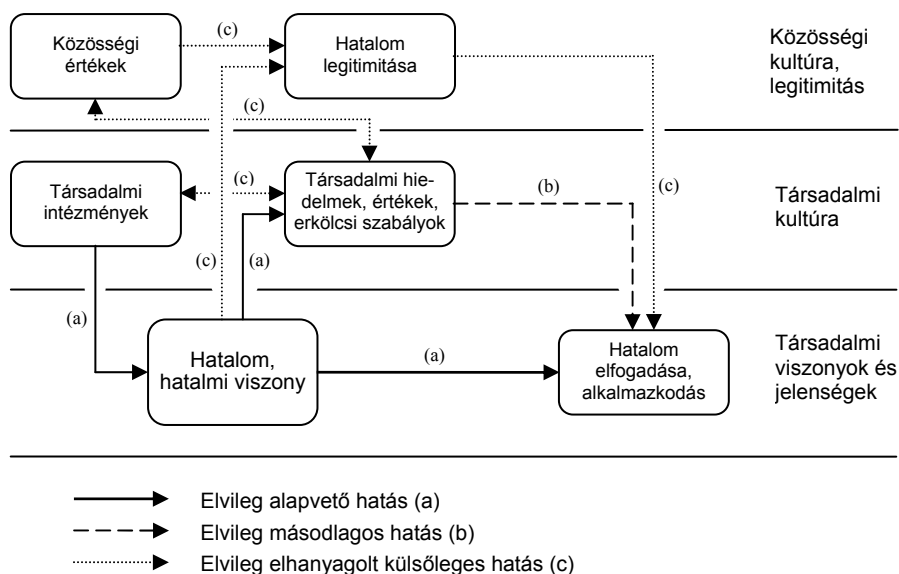 Közösségi
értékek
(c)
Hatalom
legitimitása
Közösségi
kultúra,
legitimitás
(c)
Társadalmi
intézmények
(c)
Társadalmi hie-
delmek, értékek,
erkölcsi szabályok
(b)
(c)
Társadalmi
kultúra
(c)
(a)
(a)
Hatalom,
hatalmi viszony
(a)
Hatalom
elfogadása,
alkalmazkodás
Társadalmi
viszonyok és
jelenségek
Elvileg alapvető hatás (a)
Elvileg másodlagos hatás (b)
Elvileg elhanyagolt külsőleges hatás (c)